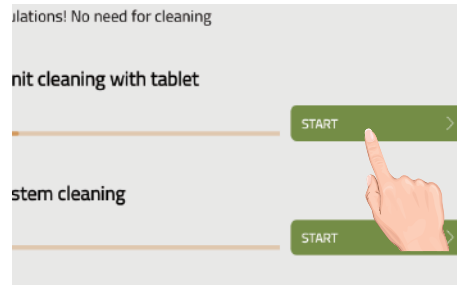 ulations! No need for cleaning
nit cleaning with tablet
START
stem cleaning
START